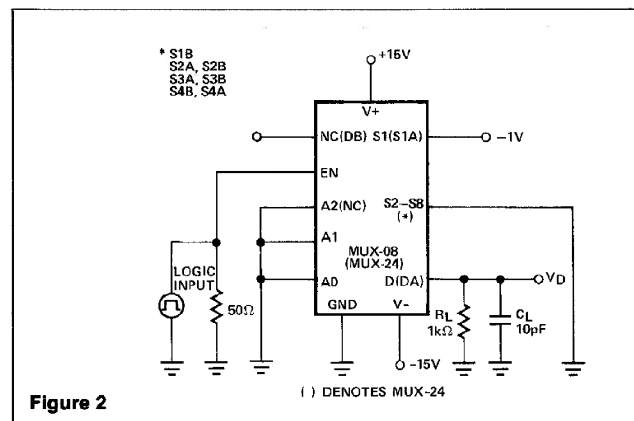 * S1B
S2A, S2B
S3A, S3B
S4B, S4A
+15V
V+
NC(DB) S1(S1A)
-1V
EN
A2(NC)
S2-S8
(*)
A1
MUX-08
(MUX-24)
LOGIC
INPUT
A0
D(DA)
VD
50Ω
GND
V-
RL
1kΩ
CL
10pF
-15V
( ) DENOTES MUX-24
Figure 2